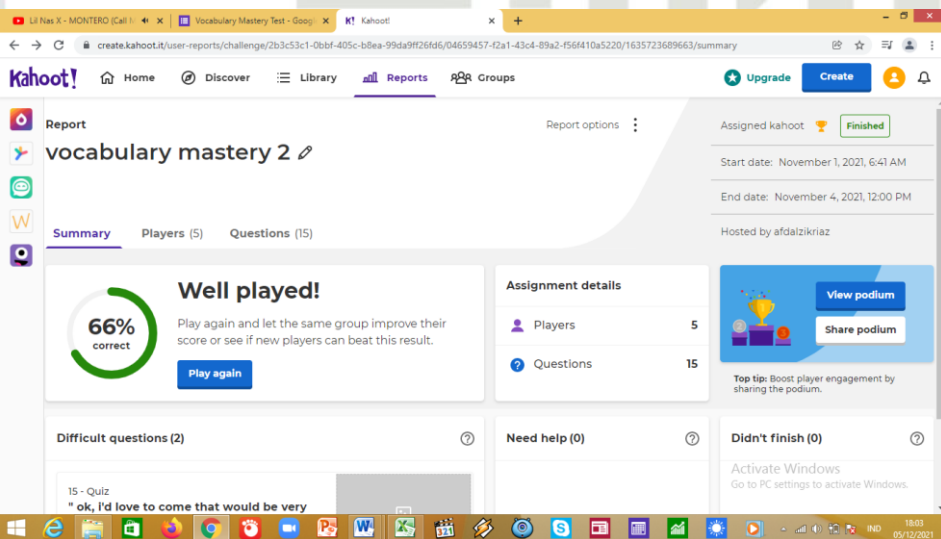 Lil Nas X - MONTERO (Call
Vocabulary Mastery Test - Goog
K! Kahoot!
create.kahoot.it/user-reports/challenge/2b3c53c1-0bbf-405c-b8ea-99da9ff26fd6/04659457-f2a1-43c4-89a2-f56f410a5220/1635723689663/summary
Kahoot!
Home
Discover
Library
Reports
Groups
Upgrade
Create
Report
Report options
vocabulary mastery 2
Assigned kahoot
Finished
Start date: November 1, 2021, 6:41 AM
End date: November 4, 2021, 12:00 PM
Hosted by afdalzikriaz
Summary
Players (5)
Questions (15)
66%
correct
Well played!
Play again and let the same group improve their
score or see if new players can beat this result.
Play again
Assignment details
Players 5
Questions 15
View podium
Share podium
Top tip: Boost player engagement by
sharing the podium.
Difficult questions (2)
Need help (0)
Didn't finish (0)
15 - Quiz
" ok, i'd love to come that would be very
Activate Windows
Go to PC settings to activate Windows.
IND
18:03
05/12/2021